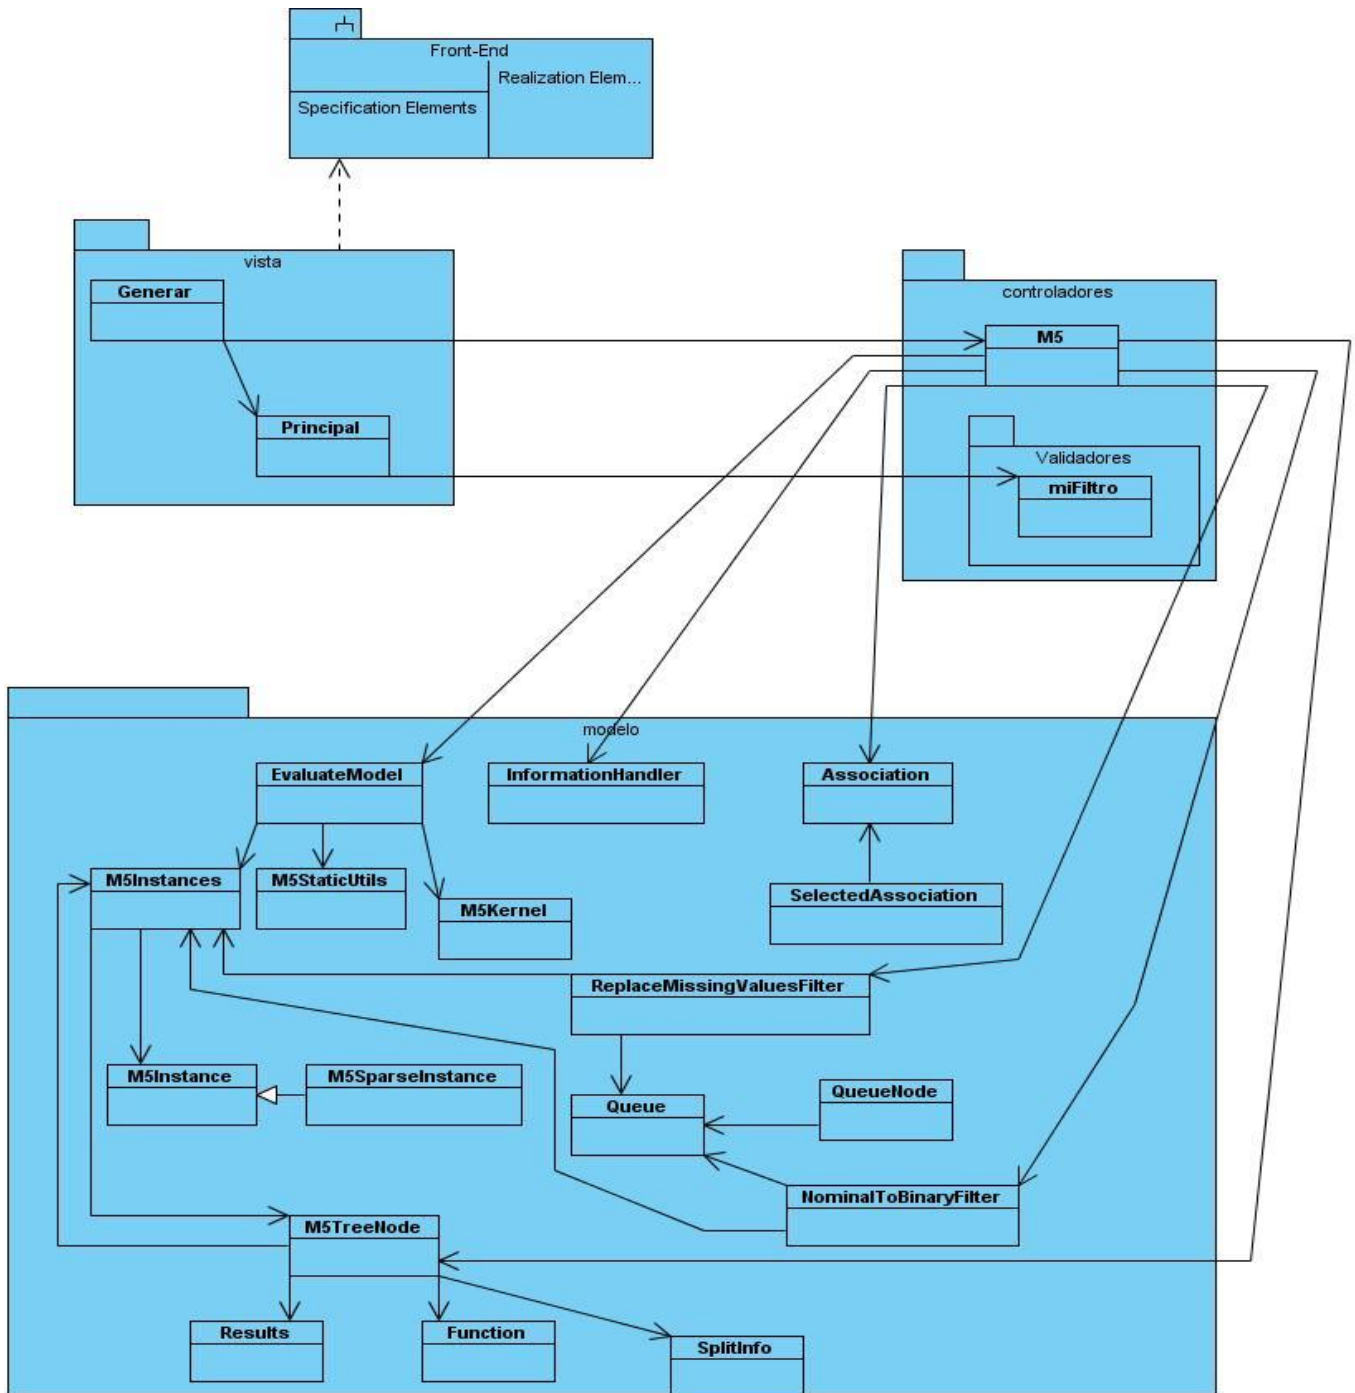 Front-End
Realization Elem...
Specification Elements
vista
Generar
Principal
controladores
M5
Validadores
miFiltro
modelo
EvaluateModel
InformationHandler
Association
M5Instances
M5StaticUtils
M5Kernel
SelectedAssociation
ReplaceMissingValuesFilter
M5Instance
M5SparseInstance
Queue
QueueNode
NominalToBinaryFilter
M5TreeNode
Results
Function
SplitInfo